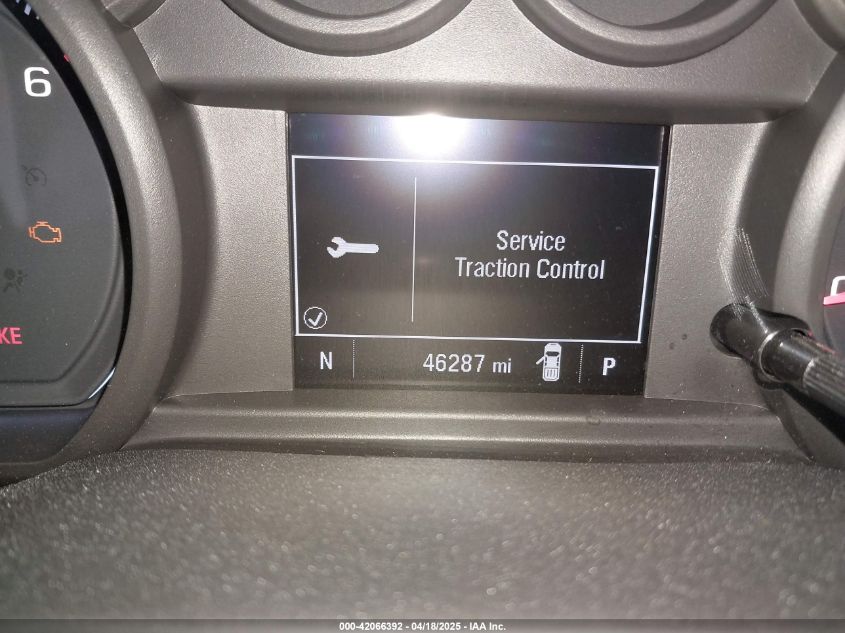 6
Service
Traction Control
KE
N 46287 mi P
000-42066392 - 04/18/2025 - IAA Inc.